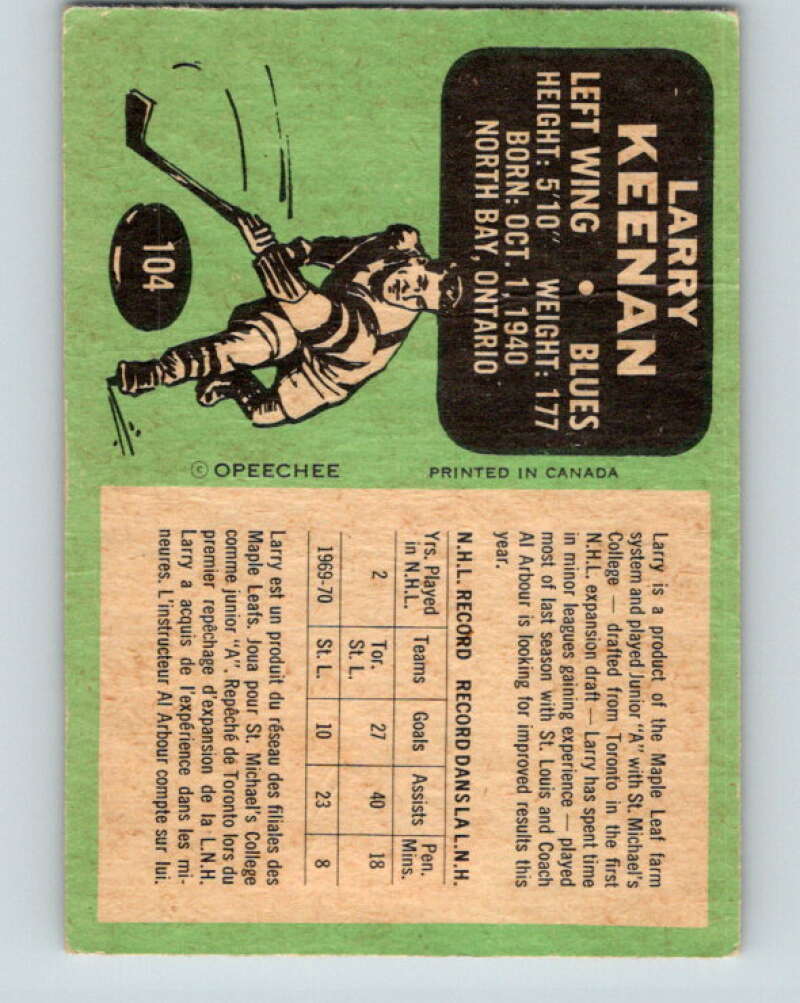 LARRY
KEENAN
LEFT WING • BLUES
HEIGHT: 5'10" WEIGHT: 177
BORN: OCT. 1, 1940
NORTH BAY, ONTARIO
104
© OPEECHEE PRINTED IN CANADA
Larry is a product of the Maple Leaf farm
system and played Junior "A" with St. Michael's
College — drafted from Toronto in the first
N.H.L. expansion draft — Larry has spent time
in minor leagues gaining experience — played
most of last season with St. Louis and Coach
Al Arbour is looking for improved results this
year.
N.H.L. RECORD RECORD DANS LA L.N.H.
Yrs. Played Teams Goals Assists Pen.
in N.H.L. Mins.
2 Tor. 27 40 18
St. L.
1969-70 St. L. 10 23 8
Larry est un produit du réseau des filiales des
Maple Leafs. Joua pour St. Michael's College
comme junior "A". Repêché de Toronto lors du
premier repêchage d'expansion de la L.N.H.
Larry a acquis de l'expérience dans les mi-
neures. L'instructeur Al Arbour compte sur lui.